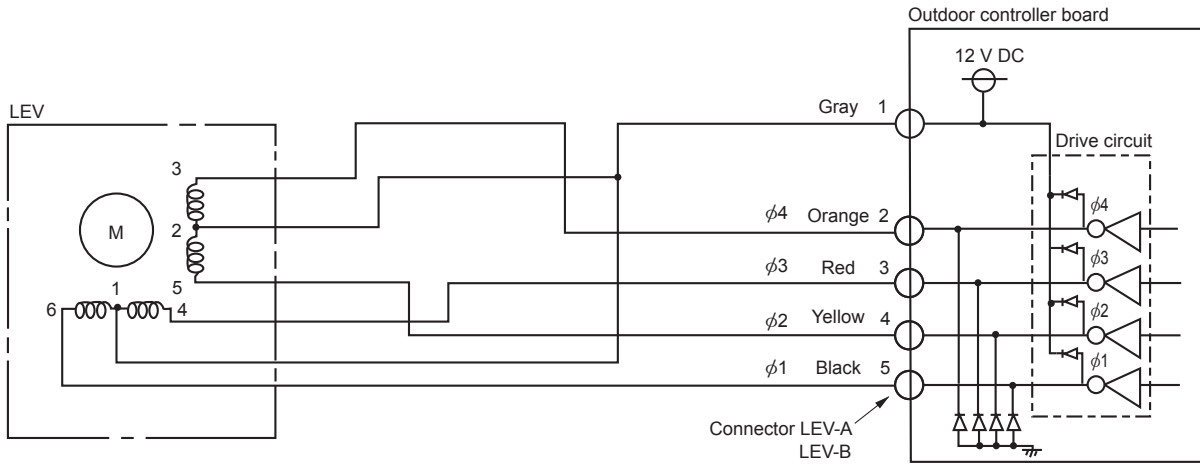 Outdoor controller board
12 V DC
LEV
Gray 1
Drive circuit
3
ϕ4 Orange 2
ϕ4
2
M
ϕ3 Red 3
ϕ3
5
1
6
4
ϕ2 Yellow 4
ϕ2
ϕ1 Black 5
ϕ1
Connector LEV-A
LEV-B